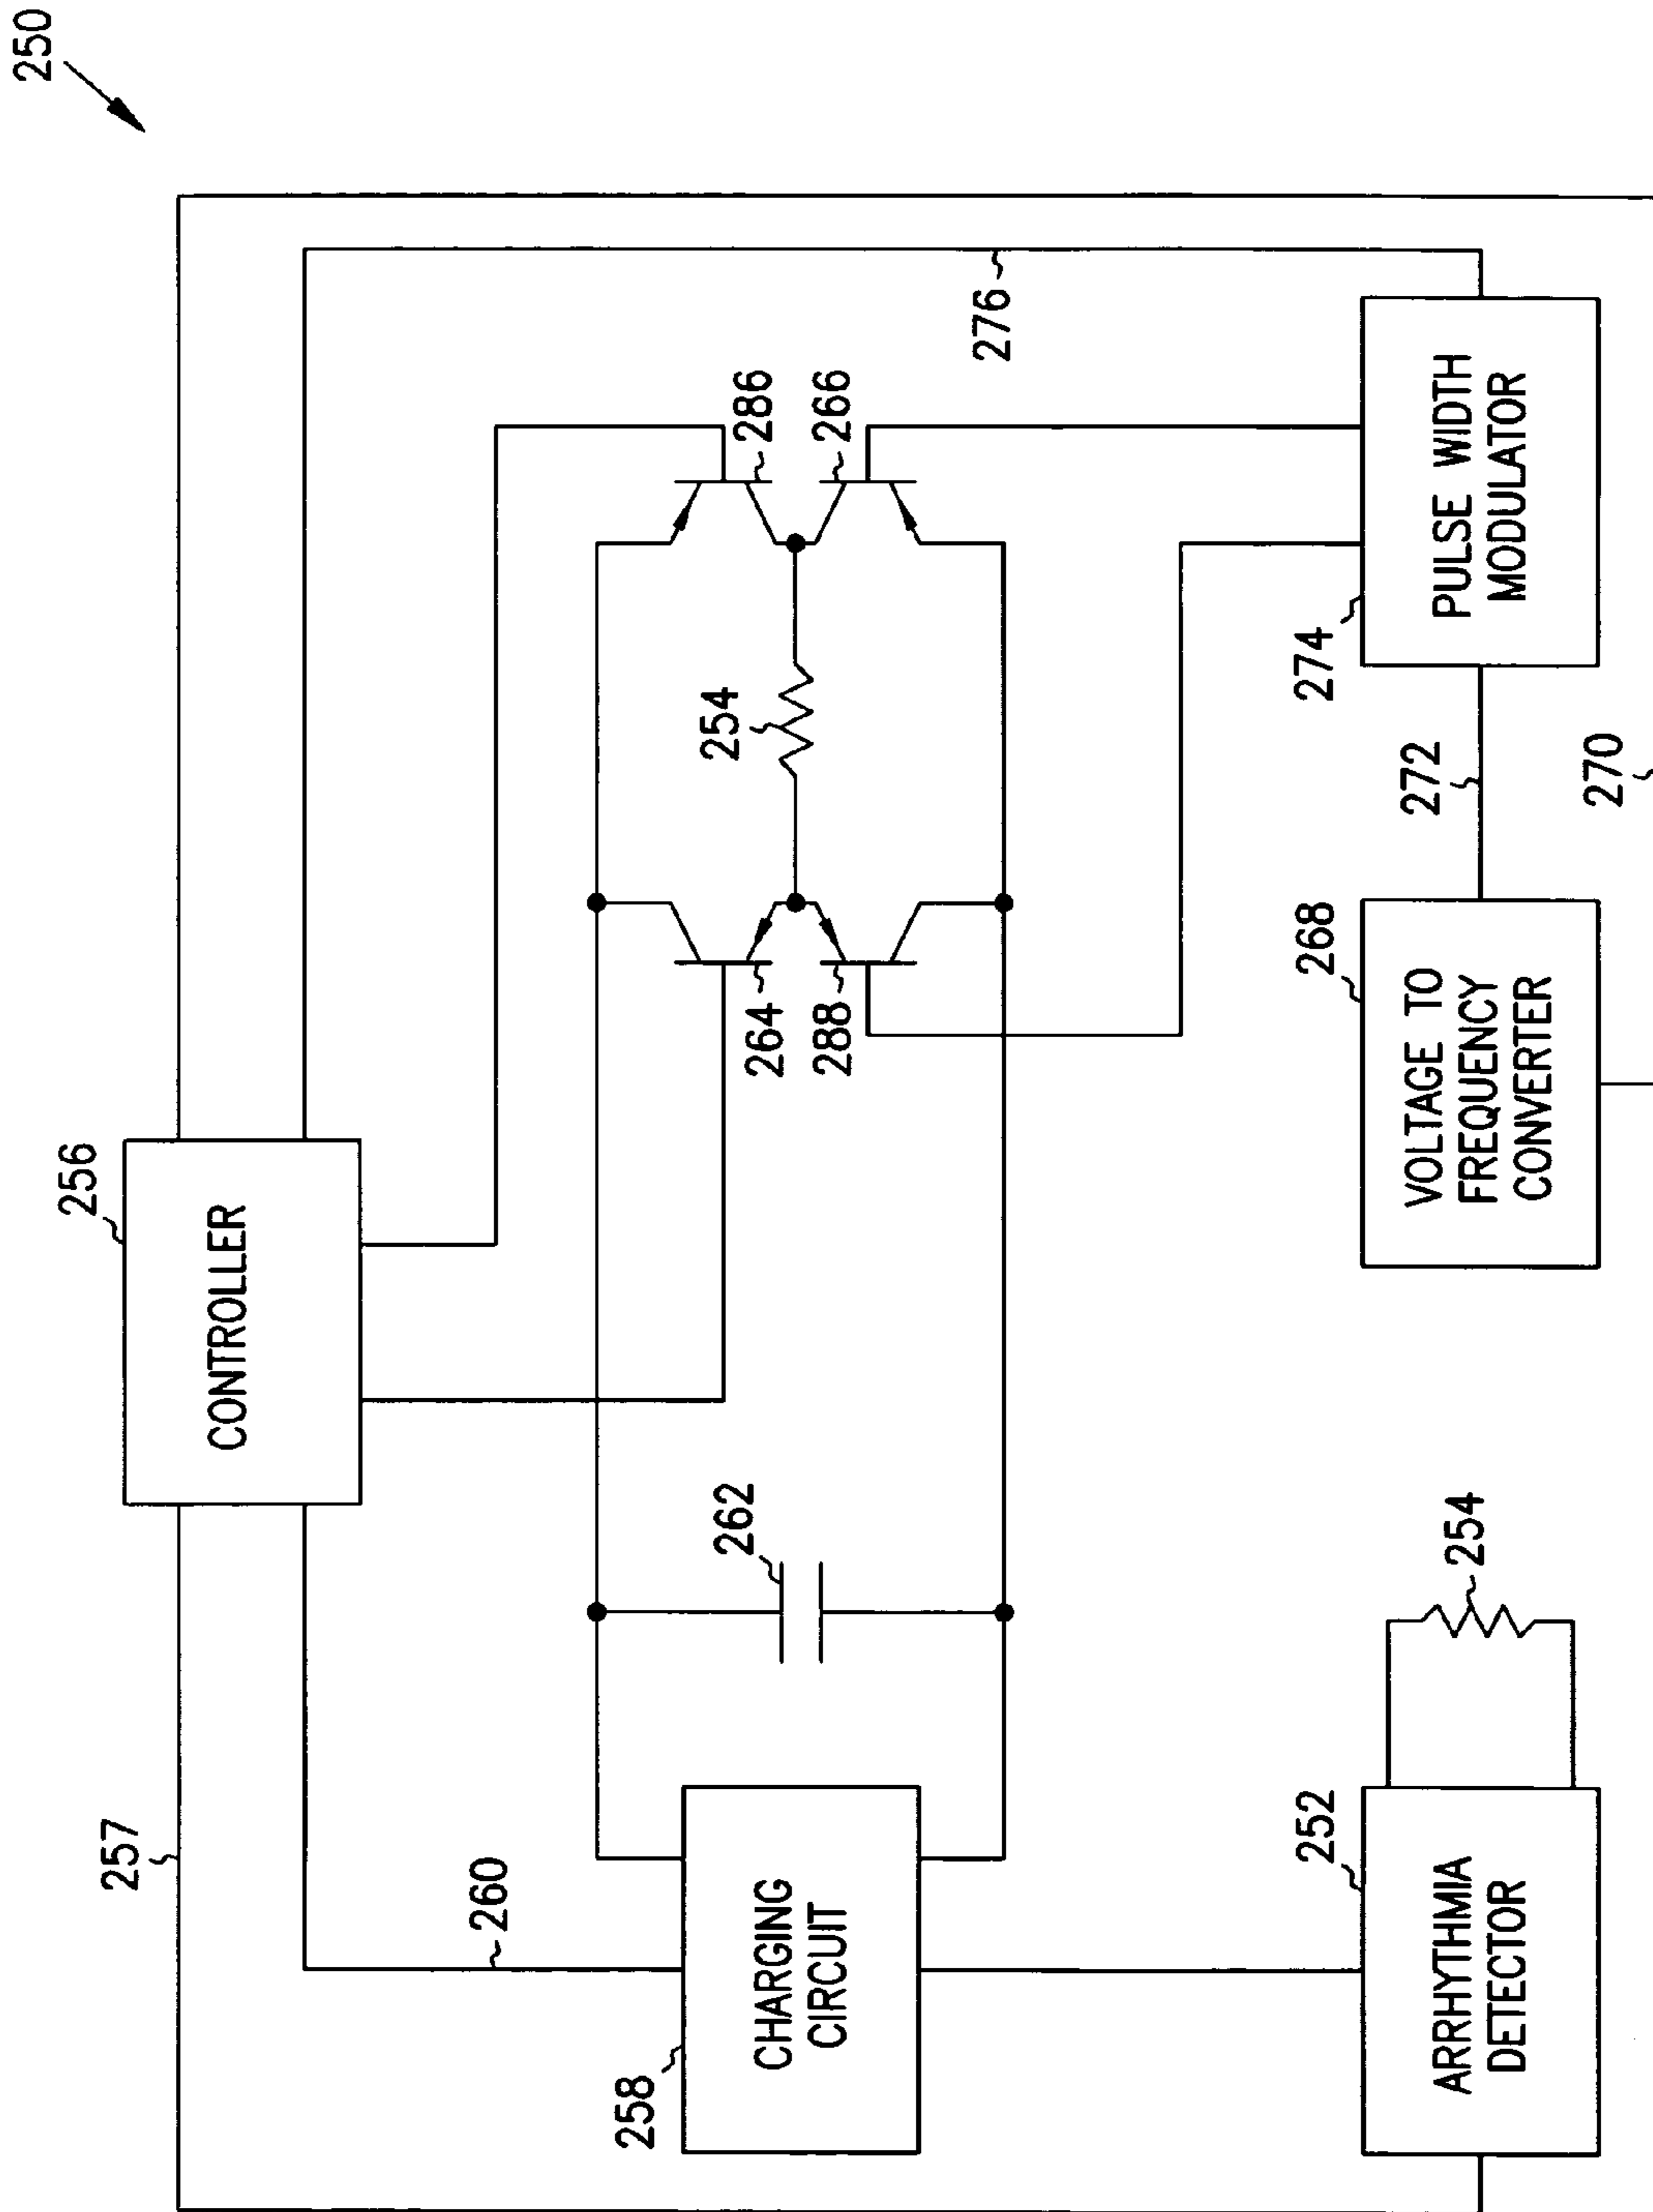 250
256
CONTROLLER
257
260
286
266
276
254
264
288
262
258
CHARGING
CIRCUIT
252
ARRHYTHMIA
DETECTOR
254
268
VOLTAGE TO
FREQUENCY
CONVERTER
272
270
274
PULSE WIDTH
MODULATOR